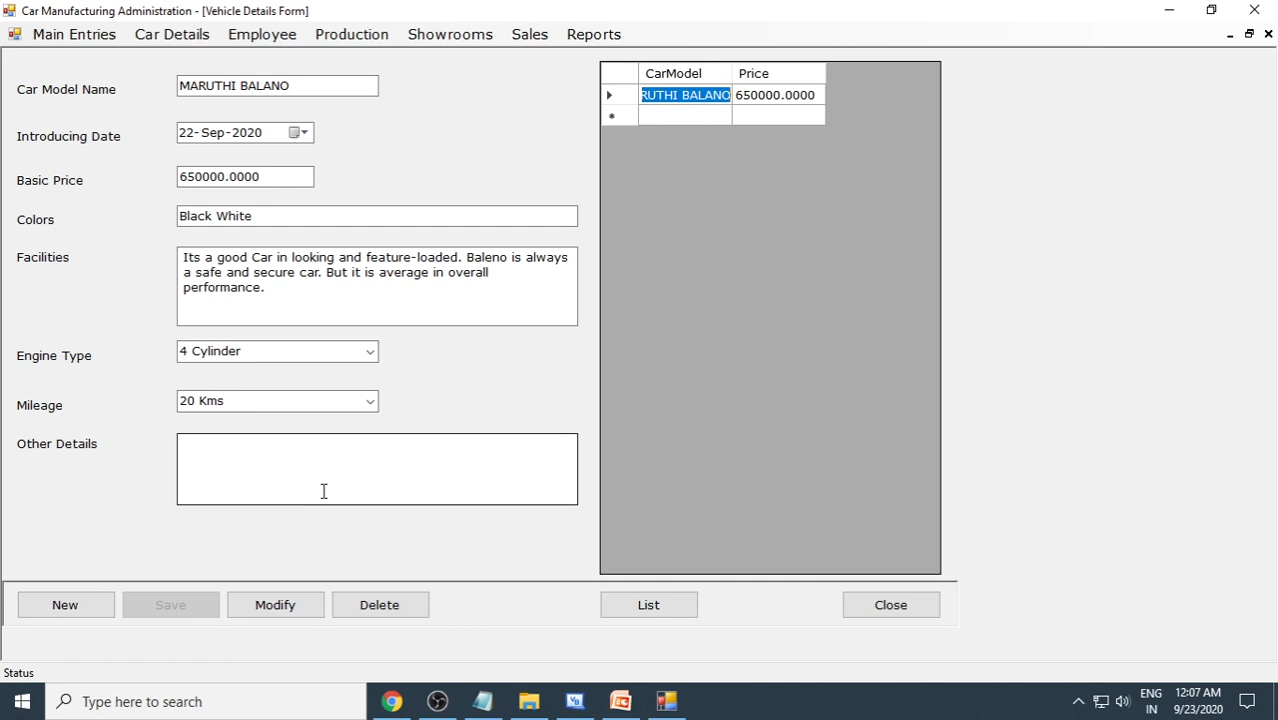 Car Manufacturing Administration - [Vehicle Details Form]
Main Entries Car Details Employee Production Showrooms Sales Reports
Car Model Name MARUTHI BALANO
Introducing Date 22-Sep-2020
Basic Price 650000.0000
Colors Black White
Facilities Its a good Car in looking and feature-loaded. Baleno is always
a safe and secure car. But it is average in overall
performance.
Engine Type 4 Cylinder
Mileage 20 Kms
Other Details
CarModel Price
RUTHI BALANO 650000.0000
New Save Modify Delete List Close
Status
Type here to search
ENG
IN
12:07 AM
9/23/2020